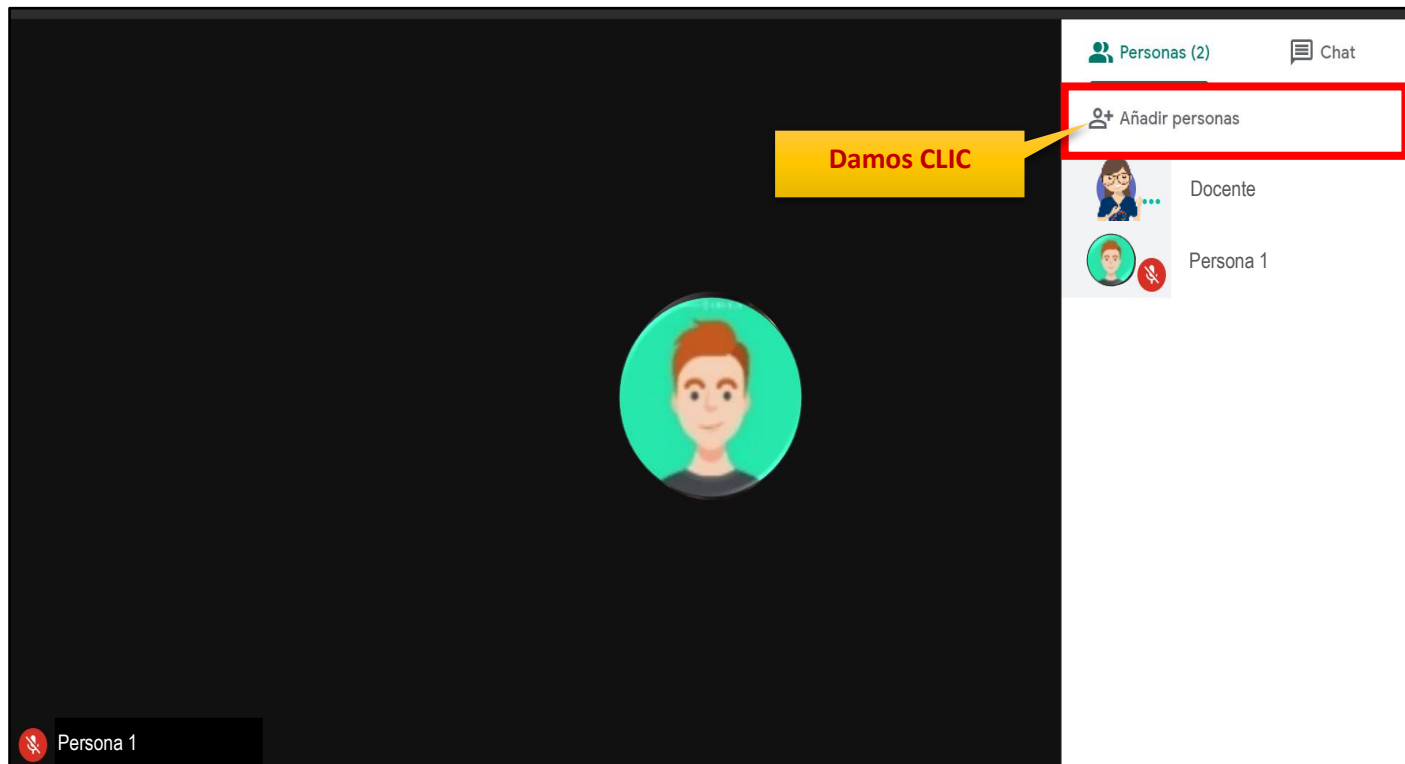 Personas (2)
Chat
Añadir personas
Damos CLIC
Docente
Persona 1
Persona 1